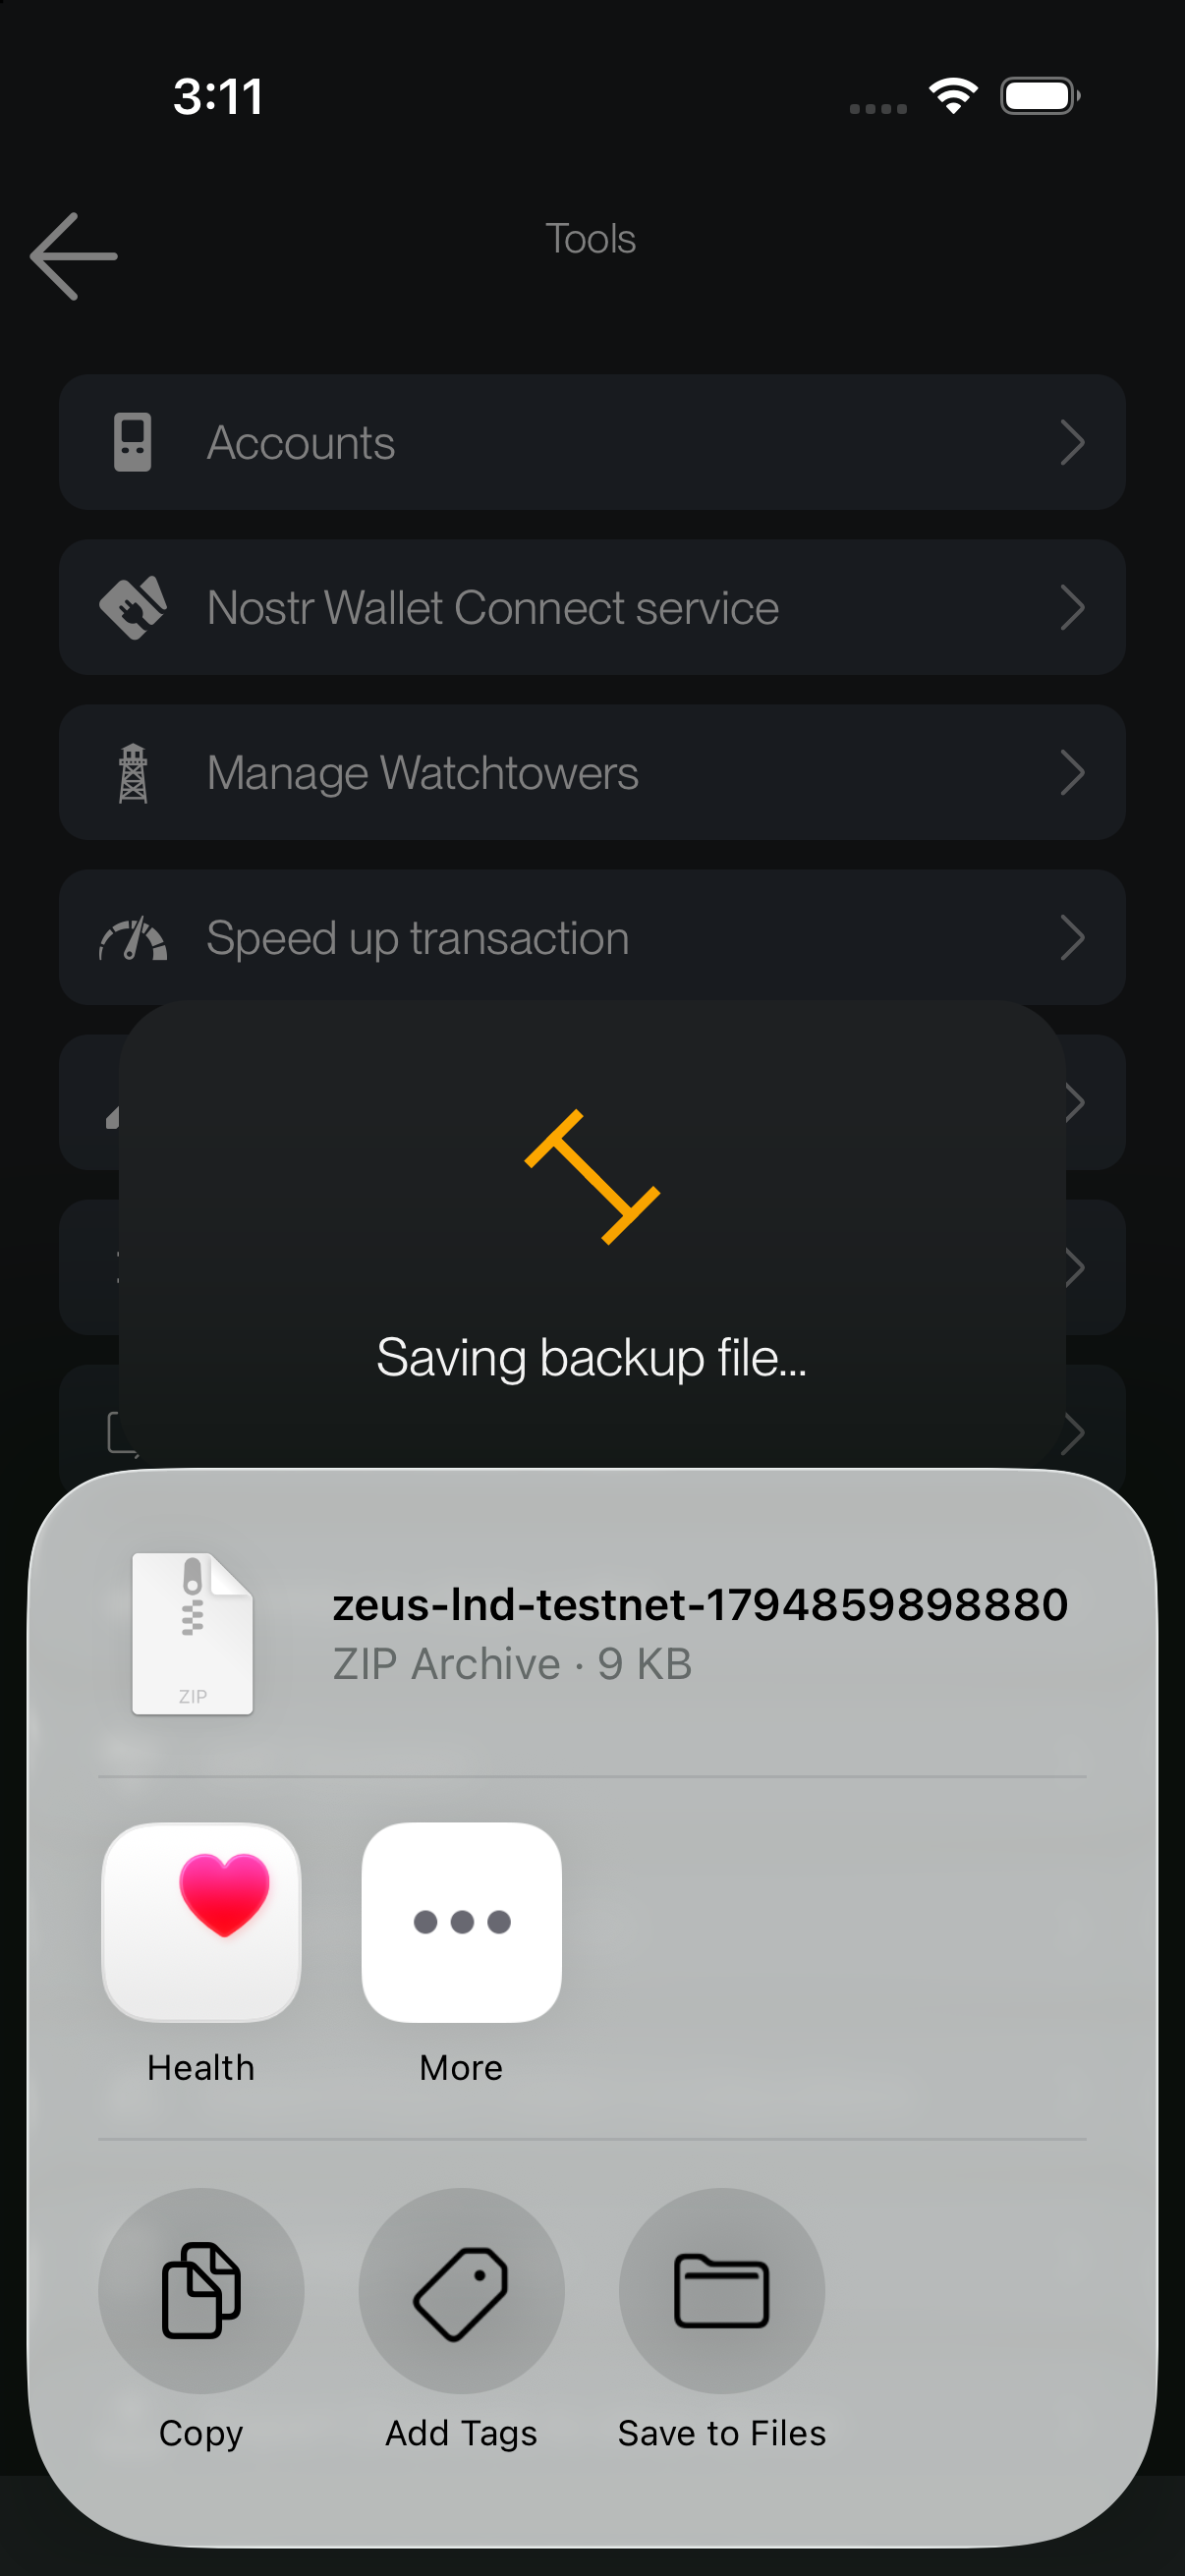 3:11
Tools
Accounts
Nostr Wallet Connect service
Manage Watchtowers
Speed up transaction
Saving backup file...
ZIP
zeus-lnd-testnet-1794859898880
ZIP Archive · 9 KB
Health
More
Copy
Add Tags
Save to Files